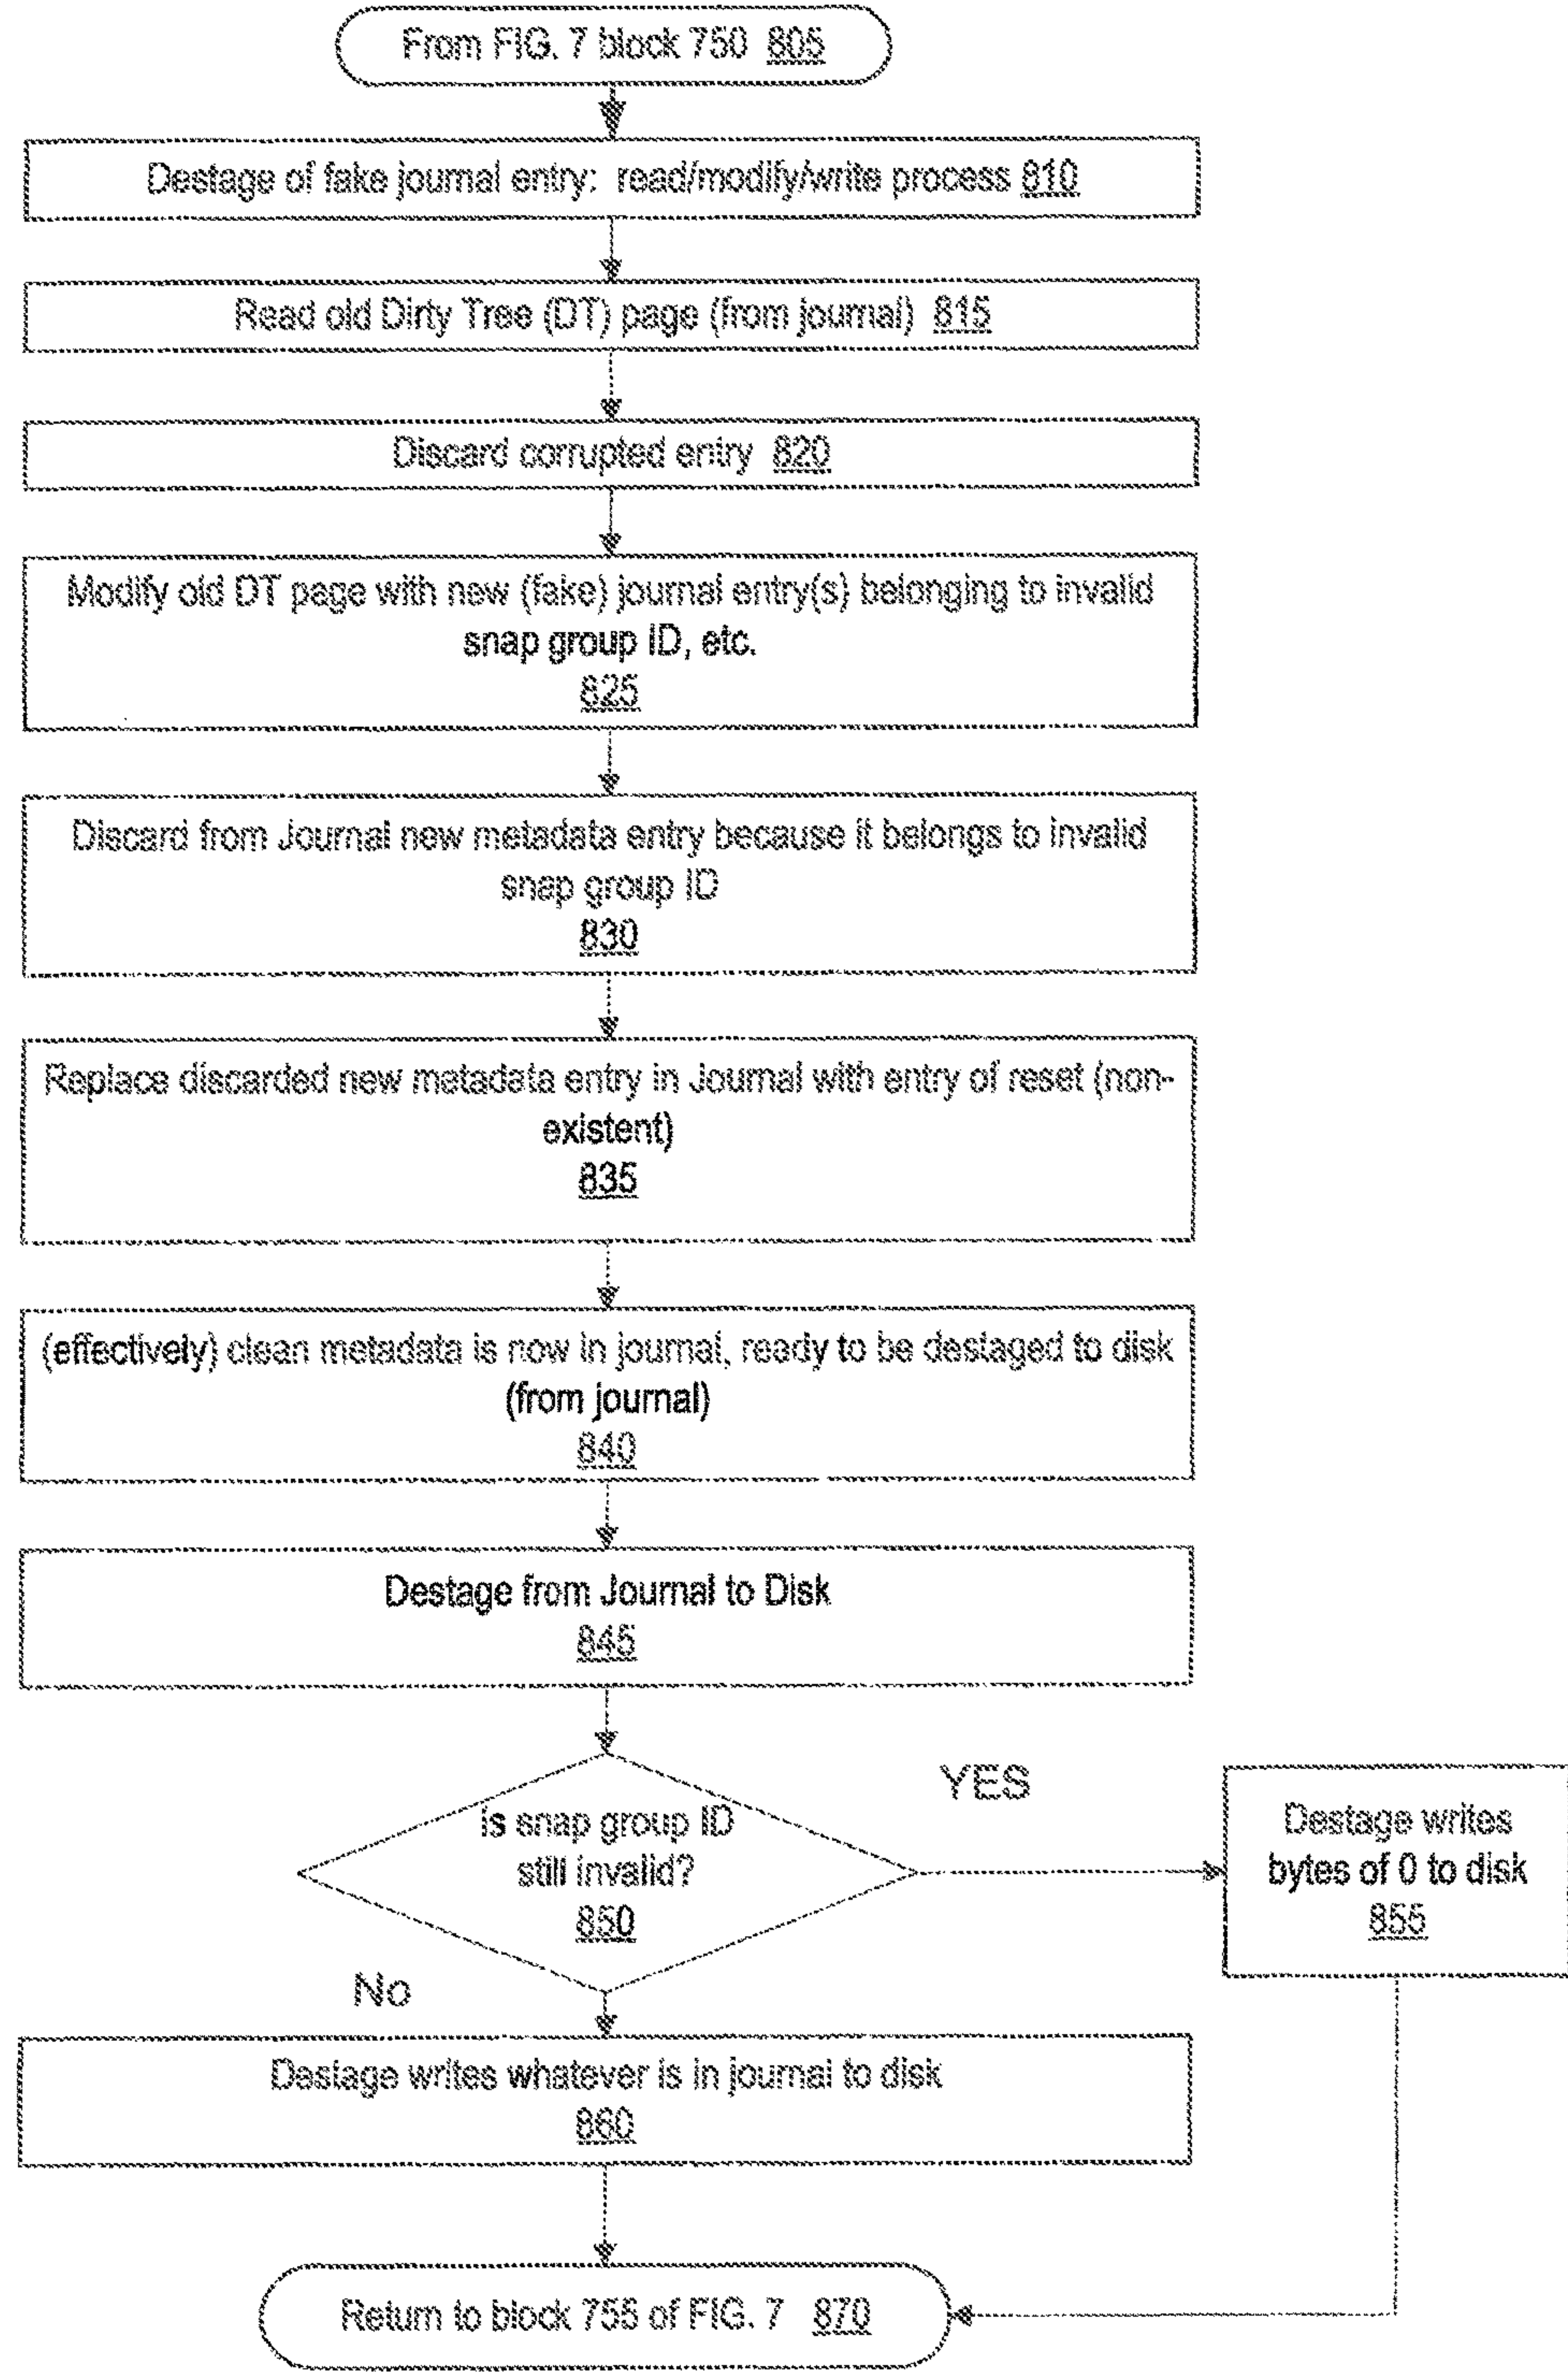 From FIG. 7 block 750 805
Destage of fake journal entry: read/modify/write process 810
Read old Dirty Tree (DT) page (from journal) 815
Discard corrupted entry 820
Modify old DT page with new (fake) journal entry(s) belonging to invalid
snap group ID, etc.
825
Discard from Journal new metadata entry because it belongs to invalid
snap group ID
830
Replace discarded new metadata entry in Journal with entry of reset (non-
existent)
835
(effectively) clean metadata is now in journal, ready to be destaged to disk
(from journal)
840
Destage from Journal to Disk
845
YES
Is snap group ID
still invalid?
850
Destage writes
bytes of 0 to disk
855
No
Destage writes whatever is in journal to disk
860
Return to block 755 of FIG. 7 870